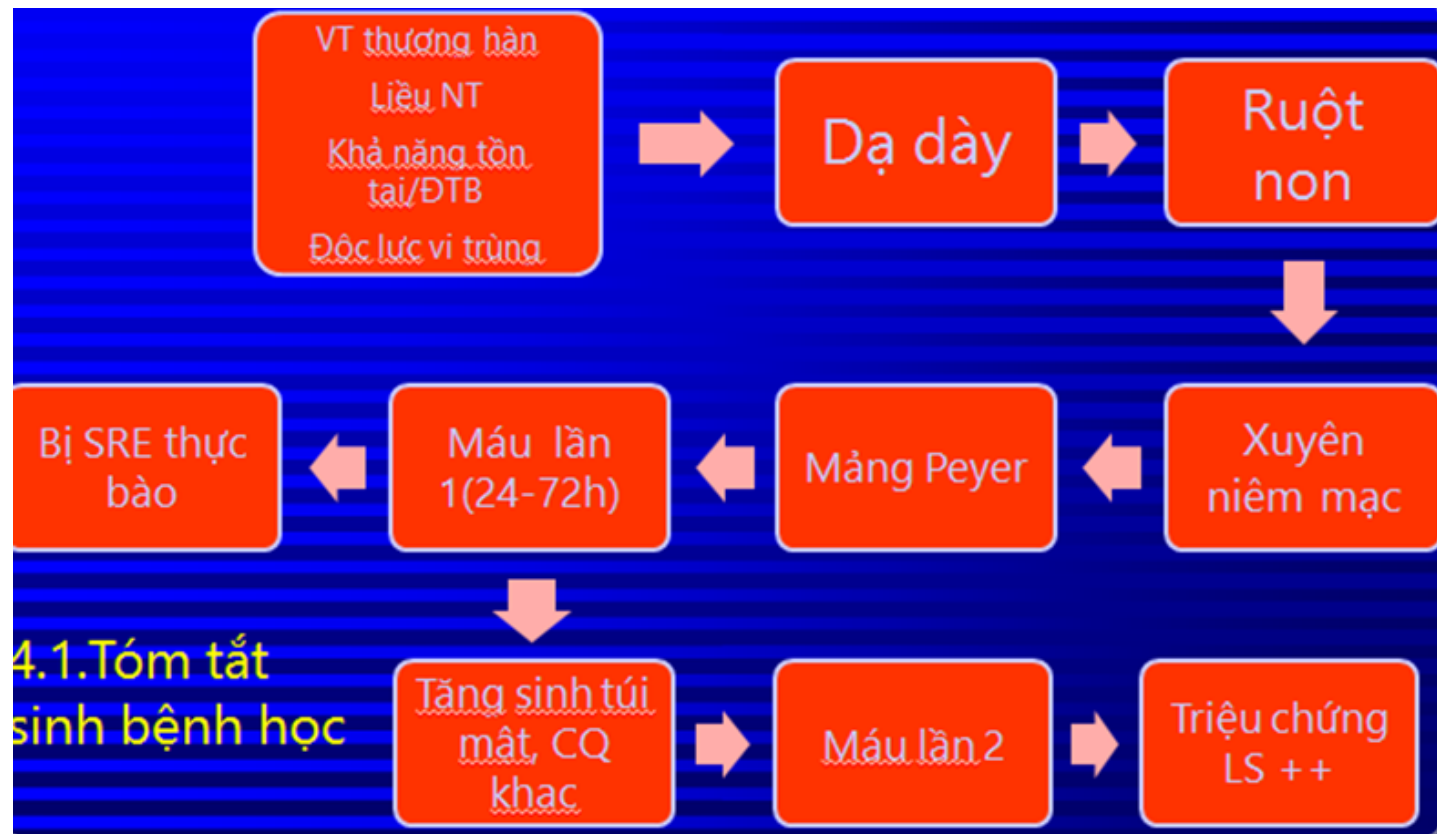 VT thương hàn
Liều NT
Khả năng tồn
tại/ĐTB
Độc lực vi trùng
Dạ dày
Ruột
non
Xuyên
niêm mạc
Mảng Peyer
Máu lần
1(24-72h)
Bị SRE thực
bào
4.1.Tóm tắt
sinh bệnh học
Tăng sinh túi
mật, CQ
khac
Máu lần 2
Triệu chứng
LS ++